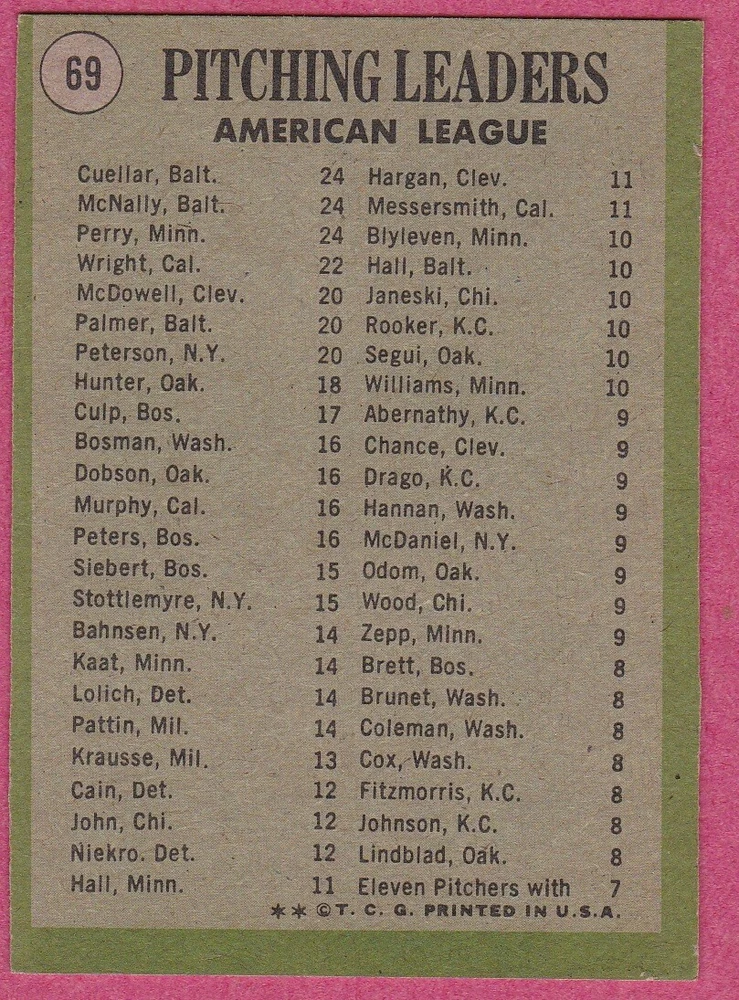 69
PITCHING LEADERS
AMERICAN LEAGUE
Cuellar, Balt. 24
McNally, Balt. 24
Perry, Minn. 24
Wright, Cal. 22
McDowell, Clev. 20
Palmer, Balt. 20
Peterson, N.Y. 20
Hunter, Oak. 18
Culp, Bos. 17
Bosman, Wash. 16
Dobson, Oak. 16
Murphy, Cal. 16
Peters, Bos. 16
Siebert, Bos. 15
Stottlemyre, N.Y. 15
Bahnsen, N.Y. 14
Kaat, Minn. 14
Lolich, Det. 14
Pattin, Mil. 14
Krausse, Mil. 13
Cain, Det. 12
John, Chi. 12
Niekro. Det. 12
Hall, Minn. 11
Hargan, Clev. 11
Messersmith, Cal. 11
Blyleven, Minn. 10
Hall, Balt. 10
Janeski, Chi. 10
Rooker, K.C. 10
Segui, Oak. 10
Williams, Minn. 10
Abernathy, K.C. 9
Chance, Clev. 9
Drago, K.C. 9
Hannan, Wash. 9
McDaniel, N.Y. 9
Odom, Oak. 9
Wood, Chi. 9
Zepp, Minn. 9
Brett, Bos. 8
Brunet, Wash. 8
Coleman, Wash. 8
Cox, Wash. 8
Fitzmorris, K.C. 8
Johnson, K.C. 8
Lindblad, Oak. 8
Eleven Pitchers with 7
** © T. C. G. PRINTED IN U.S.A.